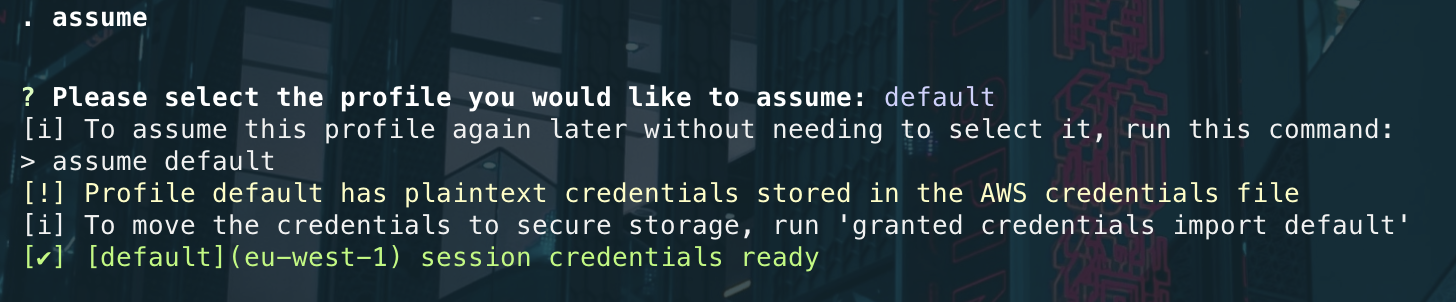 . assume
? Please select the profile you would like to assume: default
[i] To assume this profile again later without needing to select it, run this command:
> assume default
[!] Profile default has plaintext credentials stored in the AWS credentials file
[i] To move the credentials to secure storage, run 'granted credentials import default'
[✔] [default](eu-west-1) session credentials ready